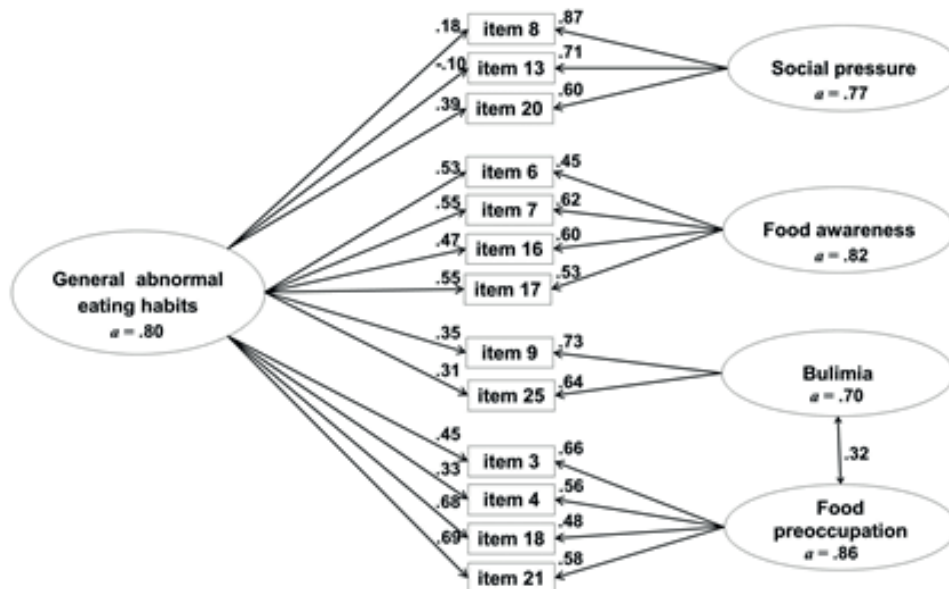 .18
item 8
.87
-.10
item 13
.71
.39
item 20
.60
Social pressure
a = .77
.53
item 6
.45
.55
item 7
.62
.47
item 16
.60
.55
item 17
.53
Food awareness
a = .82
General abnormal
eating habits
a = .80
.35
item 9
.73
.31
item 25
.64
Bulimia
a = .70
.32
.45
item 3
.66
.33
item 4
.56
.68
item 18
.48
.69
item 21
.58
Food
preoccupation
a = .86